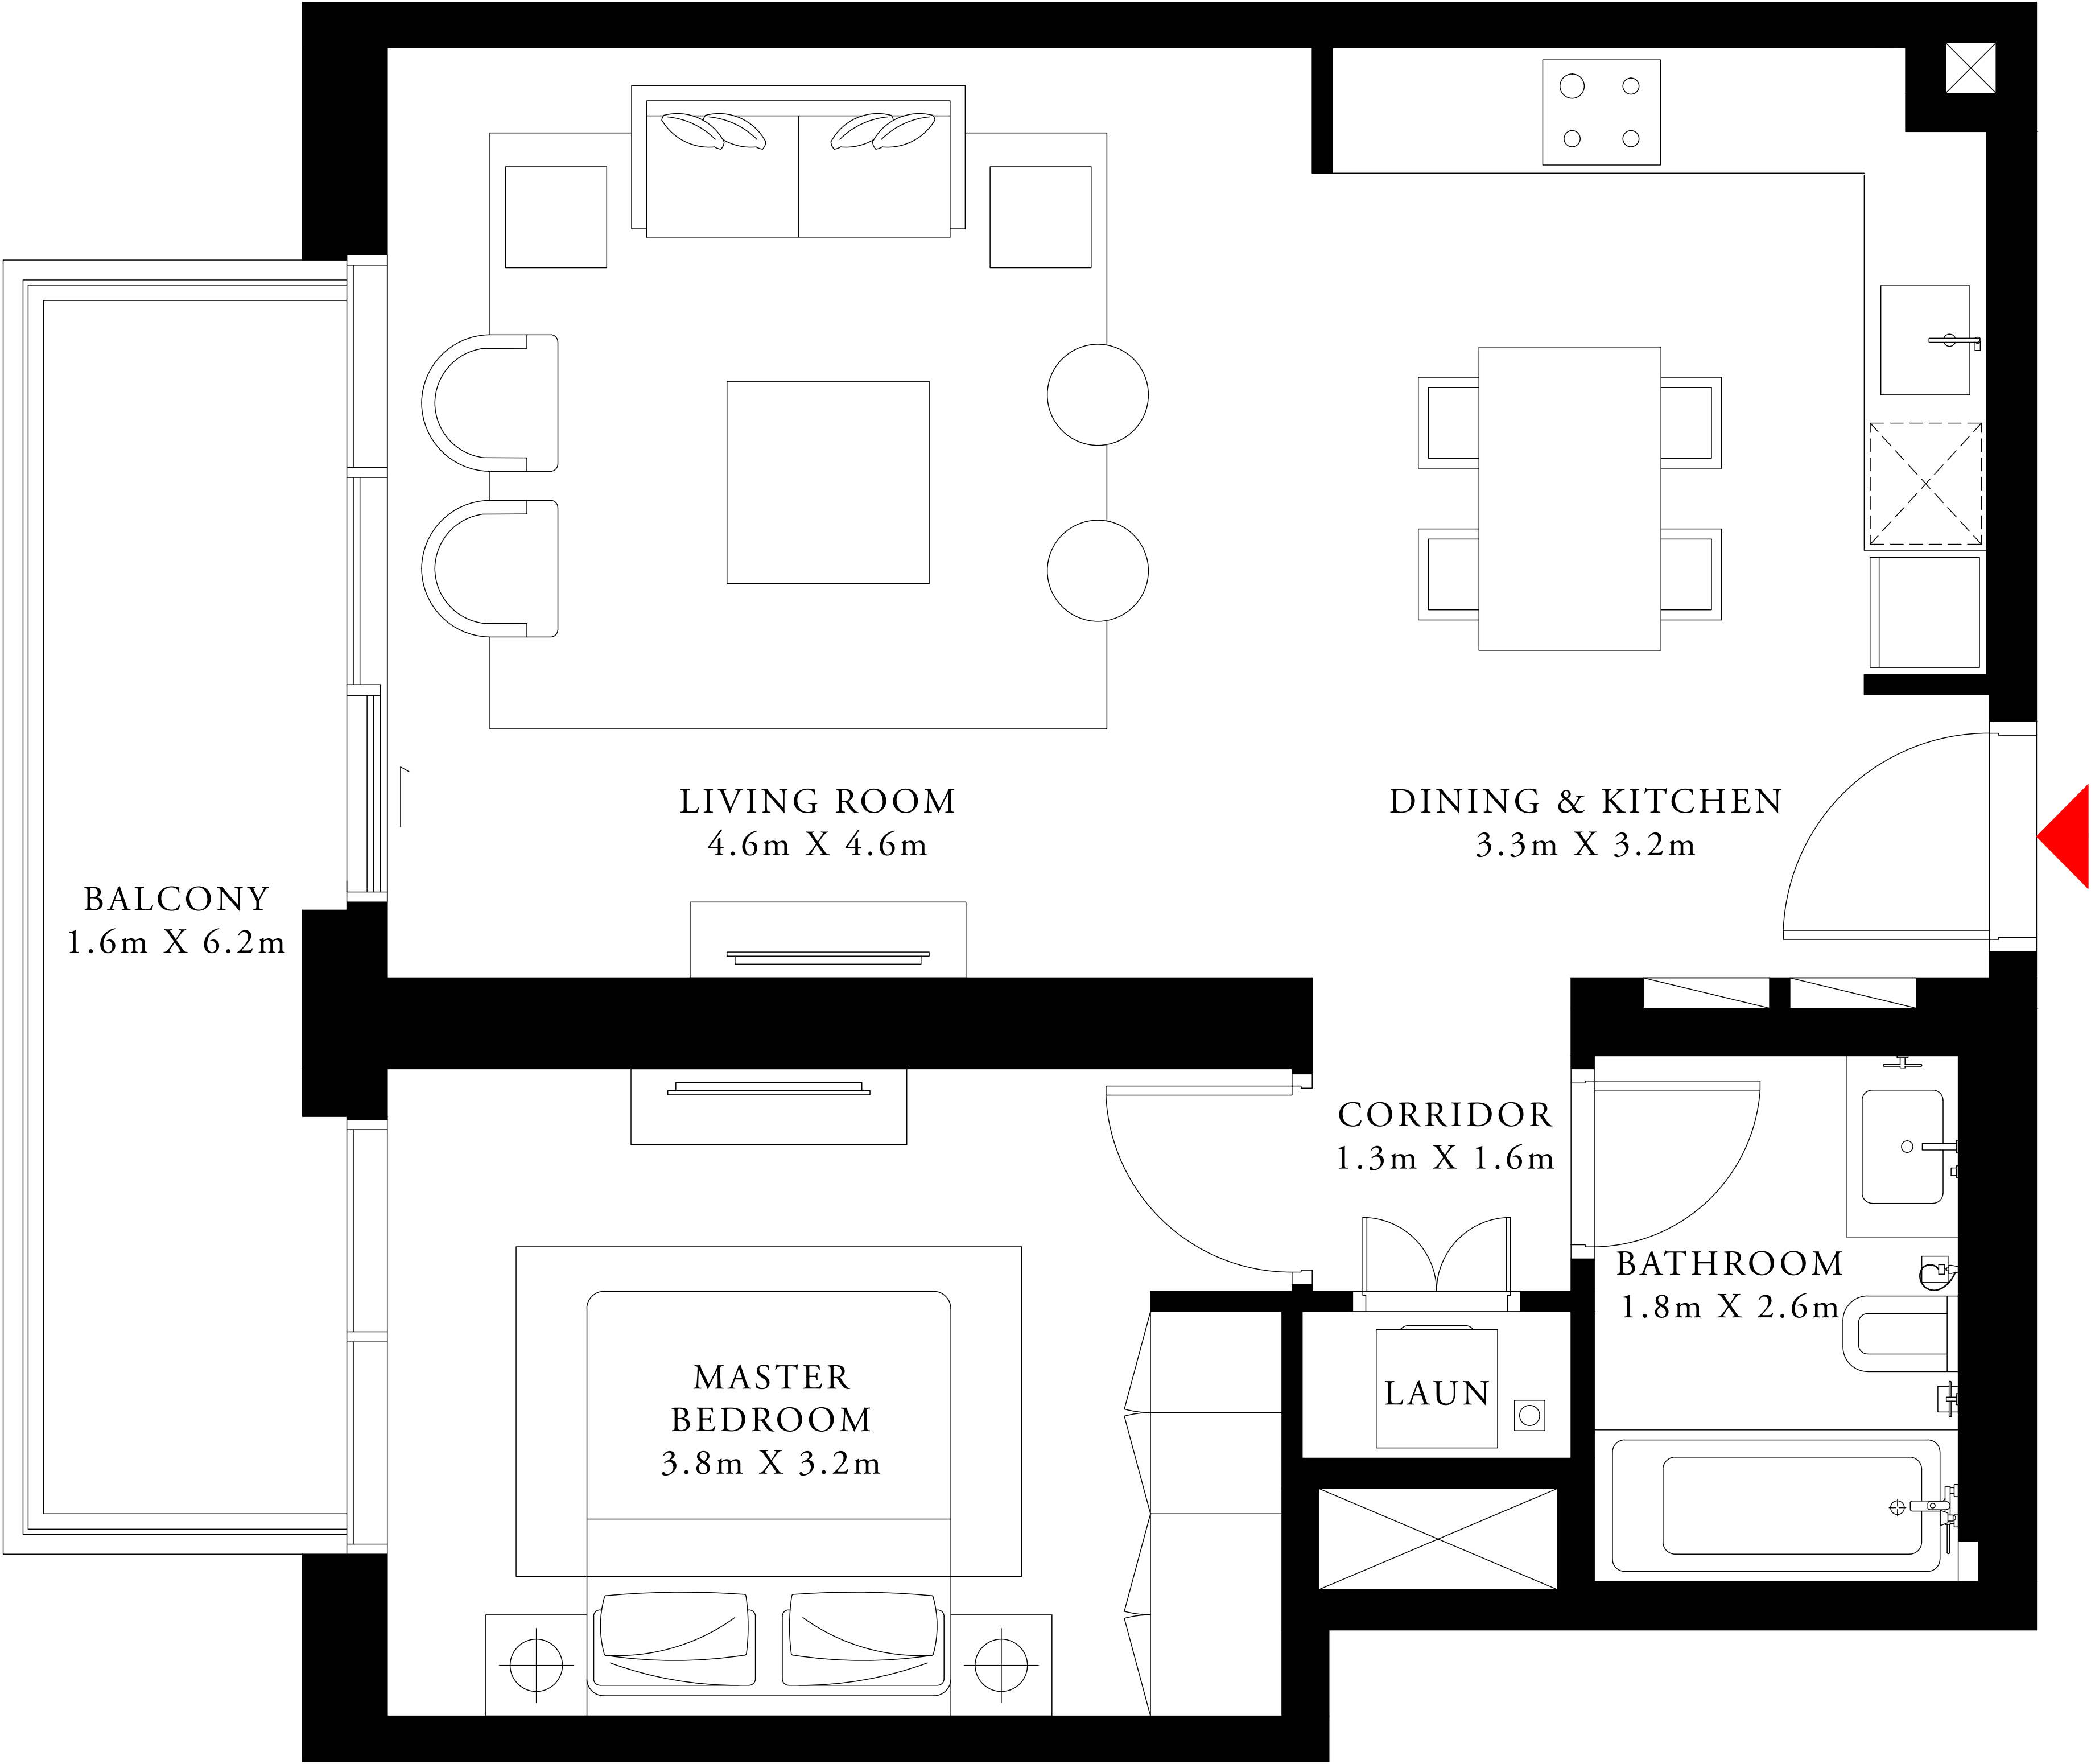 LIVING ROOM
4.6m X 4.6m
DINING & KITCHEN
3.3m X 3.2m
BALCONY
1.6m X 6.2m
CORRIDOR
1.3m X 1.6m
BATHROOM
1.8m X 2.6m
MASTER
BEDROOM
3.8m X 3.2m
LAUN